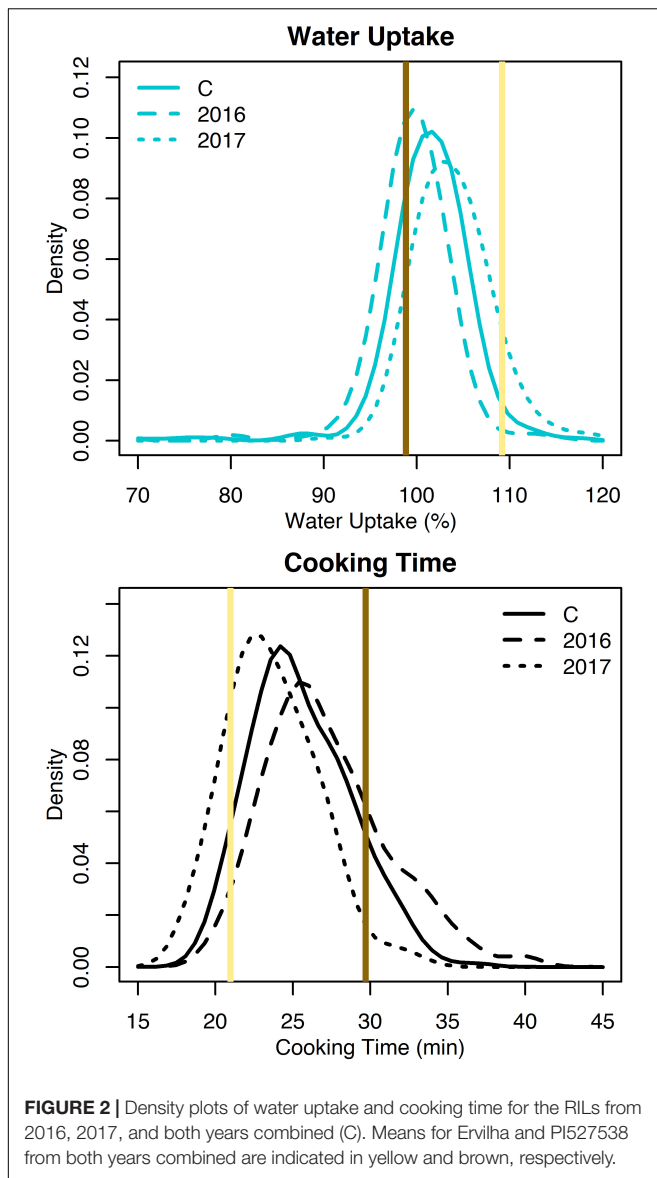 Water Uptake
C
2016
2017
Density
0.00
0.02
0.04
0.06
0.08
0.10
0.12
70
80
90
100
110
120
Water Uptake (%)
Cooking Time
C
2016
2017
Density
0.00
0.04
0.08
0.12
15
21
25
30
35
40
45
Cooking Time (min)
FIGURE 2 | Density plots of water uptake and cooking time for the RILs from
2016, 2017, and both years combined (C). Means for Ervilha and PI527538
from both years combined are indicated in yellow and brown, respectively.